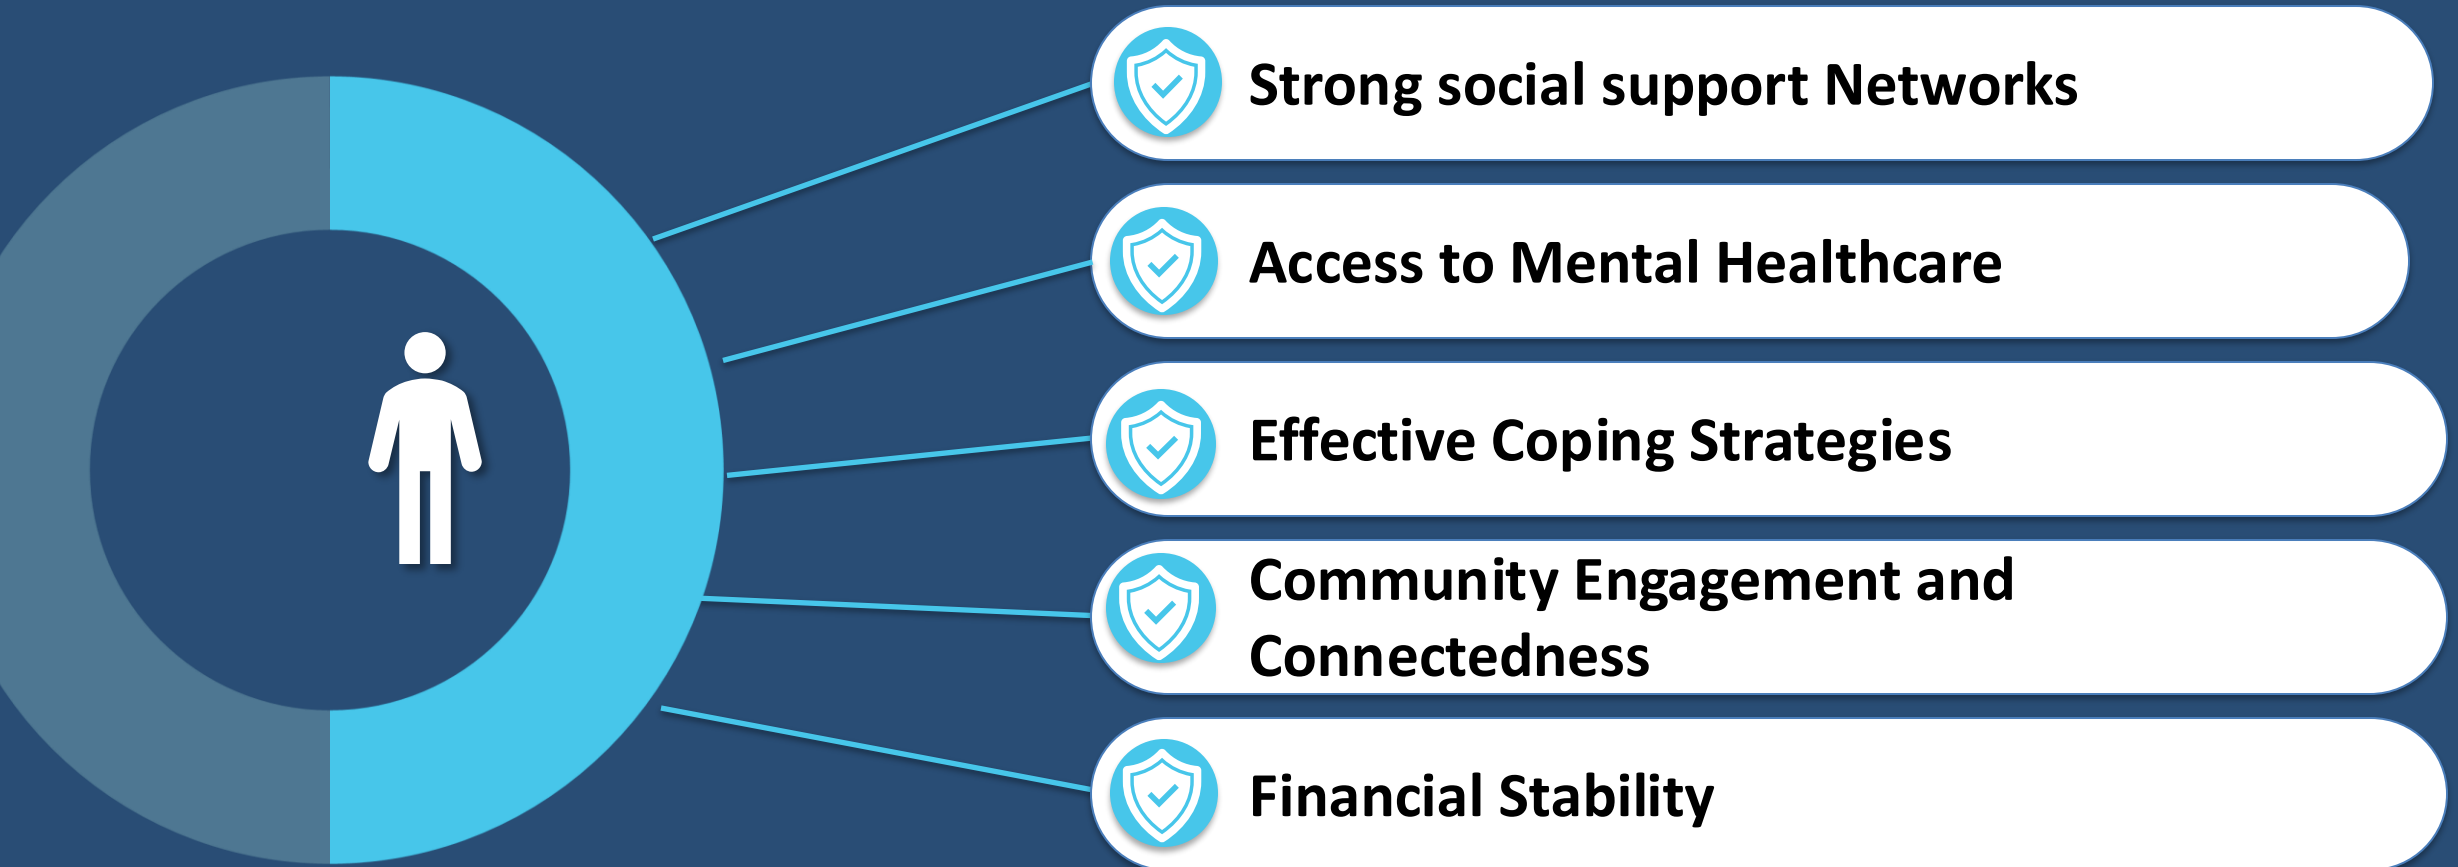 Strong social support Networks
Access to Mental Healthcare
Effective Coping Strategies
Community Engagement and
Connectedness
Financial Stability